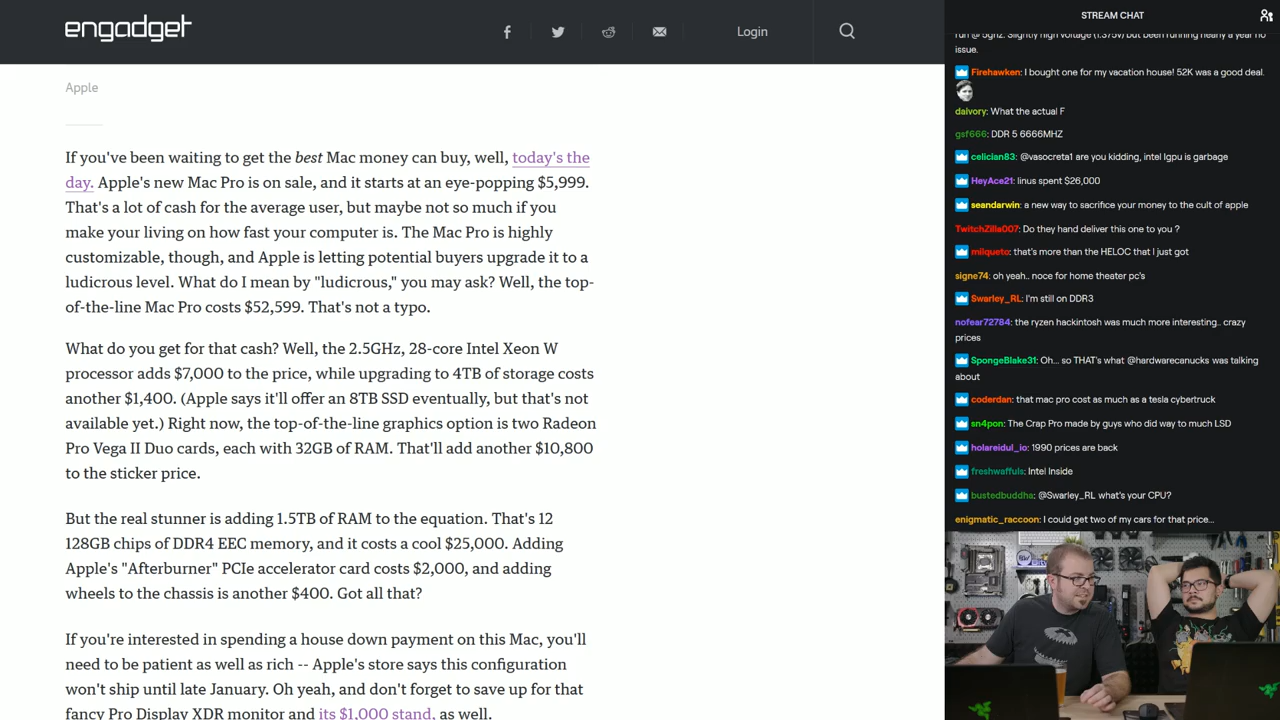 engadget
Login
Apple
If you've been waiting to get the best Mac money can buy, well, today's the
day. Apple's new Mac Pro is on sale, and it starts at an eye-popping $5,999.
That's a lot of cash for the average user, but maybe not so much if you
make your living on how fast your computer is. The Mac Pro is highly
customizable, though, and Apple is letting potential buyers upgrade it to a
ludicrous level. What do I mean by "ludicrous," you may ask? Well, the top-
of-the-line Mac Pro costs $52,599. That's not a typo.
What do you get for that cash? Well, the 2.5GHz, 28-core Intel Xeon W
processor adds $7,000 to the price, while upgrading to 4TB of storage costs
another $1,400. (Apple says it'll offer an 8TB SSD eventually, but that's not
available yet.) Right now, the top-of-the-line graphics option is two Radeon
Pro Vega II Duo cards, each with 32GB of RAM. That'll add another $10,800
to the sticker price.
But the real stunner is adding 1.5TB of RAM to the equation. That's 12
128GB chips of DDR4 EEC memory, and it costs a cool $25,000. Adding
Apple's "Afterburner" PCIe accelerator card costs $2,000, and adding
wheels to the chassis is another $400. Got all that?
If you're interested in spending a house down payment on this Mac, you'll
need to be patient as well as rich -- Apple's store says this configuration
won't ship until late January. Oh yeah, and don't forget to save up for that
fancy Pro Display XDR monitor and its $1,000 stand, as well.
STREAM CHAT
run @ 5ghz. Slightly high voltage (1.375v) but been running nearly a year no
issue.
Firehawken: I bought one for my vacation house! 52K was a good deal.
daivory: What the actual F
gsf666: DDR 5 6666MHZ
celician83: @vasocreta1 are you kidding, intel Igpu is garbage
HeyAce21: linus spent $26,000
seandarwin: a new way to sacrifice your money to the cult of apple
TwitchZilla007: Do they hand deliver this one to you ?
miiqueto: that's more than the HELOC that I just got
signe74: oh yeah.. noce for home theater pc's
Swarley_RL: I'm still on DDR3
nofear72784: the ryzen hackintosh was much more interesting.. crazy
prices
SpongeBlake31: Oh... so THAT's what @hardwarecanucks was talking
about
coderdan: that mac pro cost as much as a tesla cybertruck
sn4pon: The Crap Pro made by guys who did way to much LSD
holareidul_io: 1990 prices are back
freshwaffuls: Intel Inside
bustedbuddha: @Swarley_RL what's your CPU?
enigmatic_raccoon: I could get two of my cars for that price...